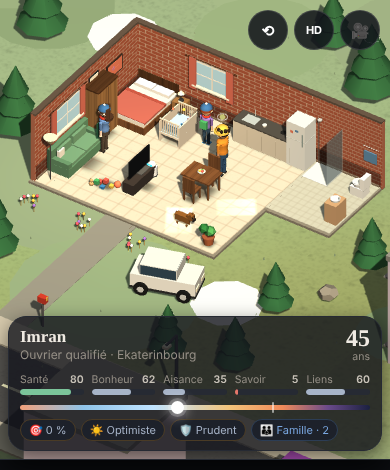 HD
Imran
45
Ouvrier qualifié · Ekaterinbourg
ans
Santé 80 Bonheur 62 Aisance 35 Savoir 5 Liens 60
🎯 0 % ☀️ Optimiste 🛡️ Prudent 👪 Famille · 2